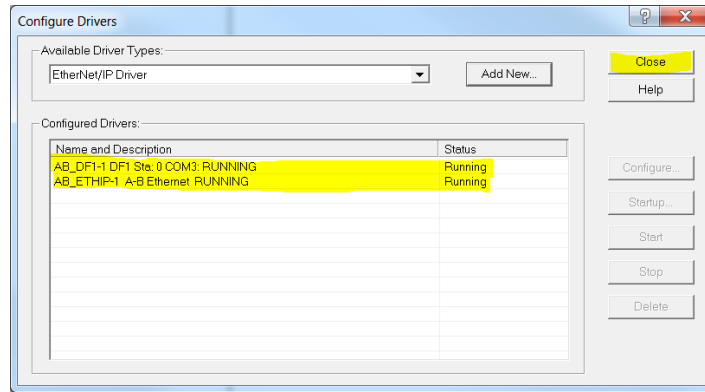 Configure Drivers
Available Driver Types:
EtherNet/IP Driver
Add New...
Close
Help
Configured Drivers:
Name and Description Status
AB_DF1-1 DF1 Sta: 0 COM3: RUNNING Running
AB_ETHIP-1 A-B Ethernet RUNNING Running
Configure...
Startup...
Start
Stop
Delete